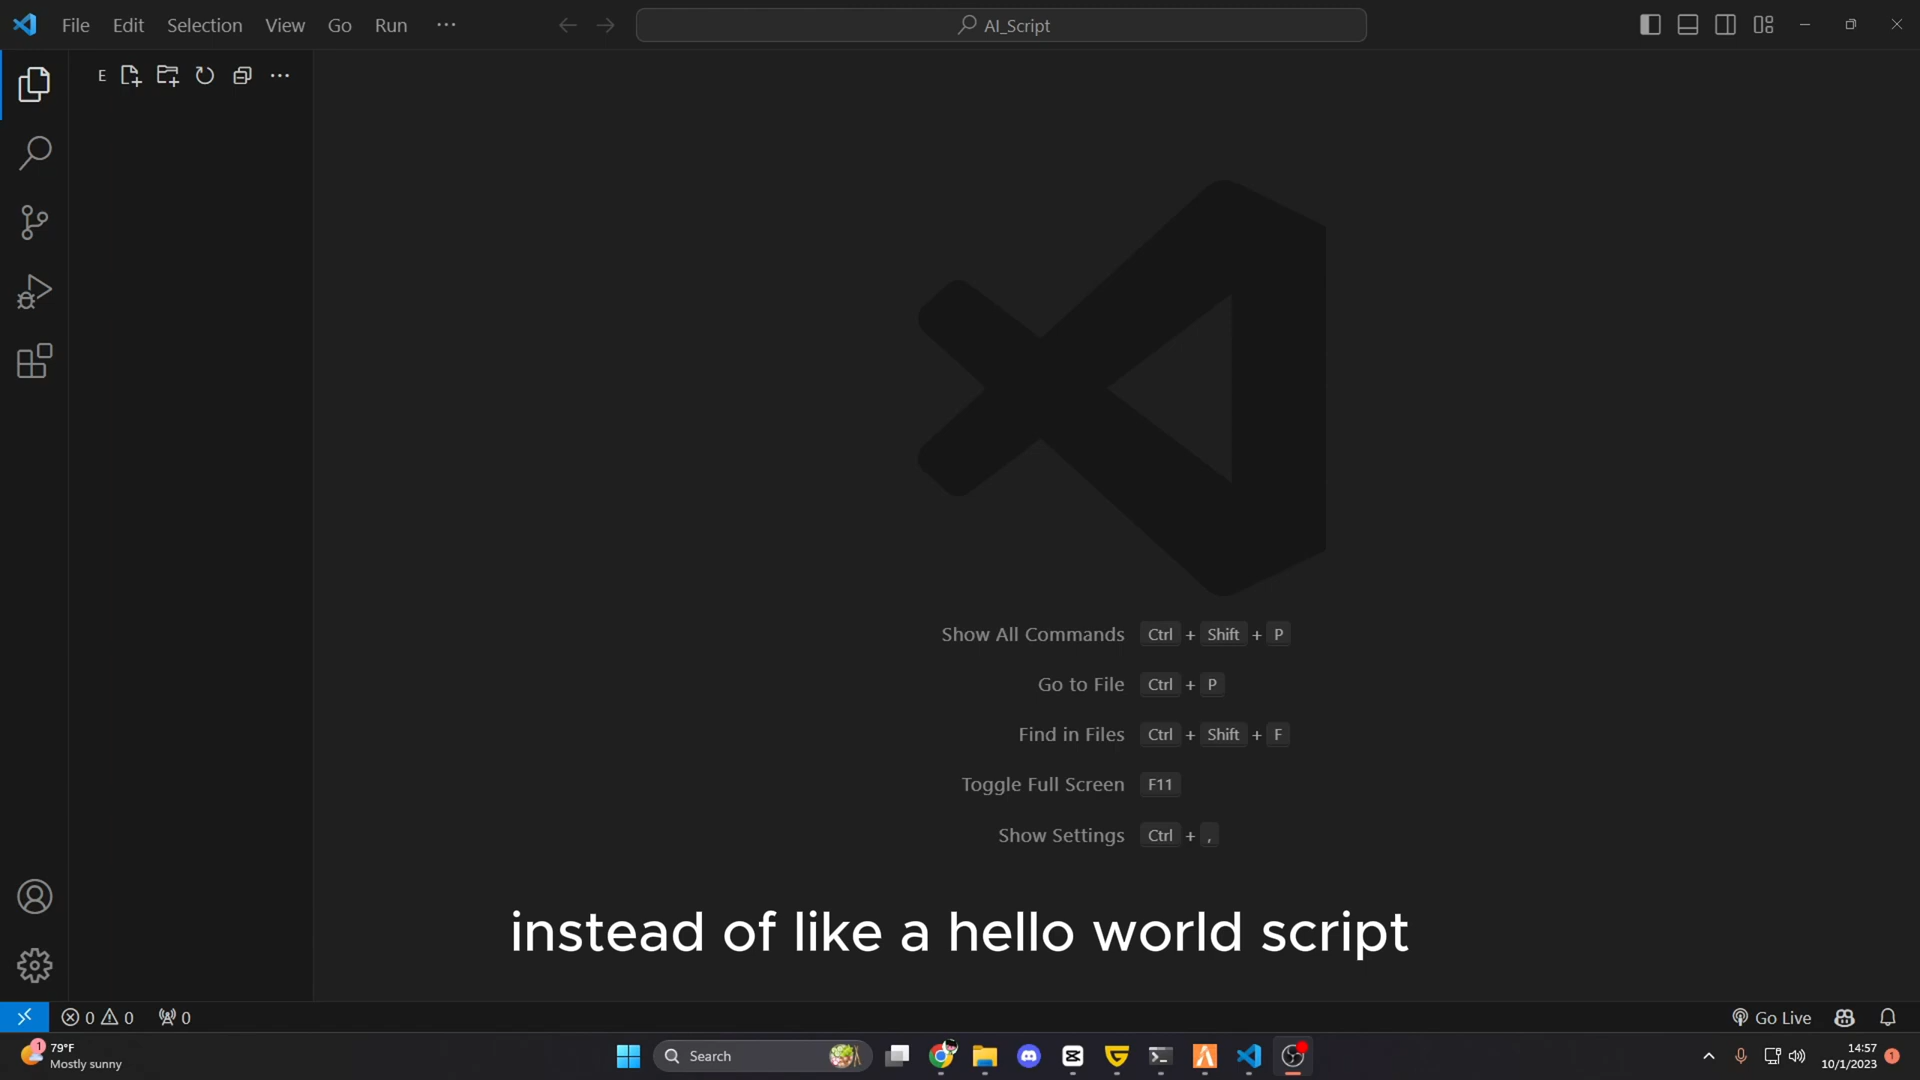 File Edit Selection View Go Run ···
AI_Script
E
Show All Commands Ctrl + Shift + P
Go to File Ctrl + P
Find in Files Ctrl + Shift + F
Toggle Full Screen F11
Show Settings Ctrl + ,
instead of like a hello world script
0 0 0
Go Live
1
79°F
Mostly sunny
Search
14:57
10/1/2023
1